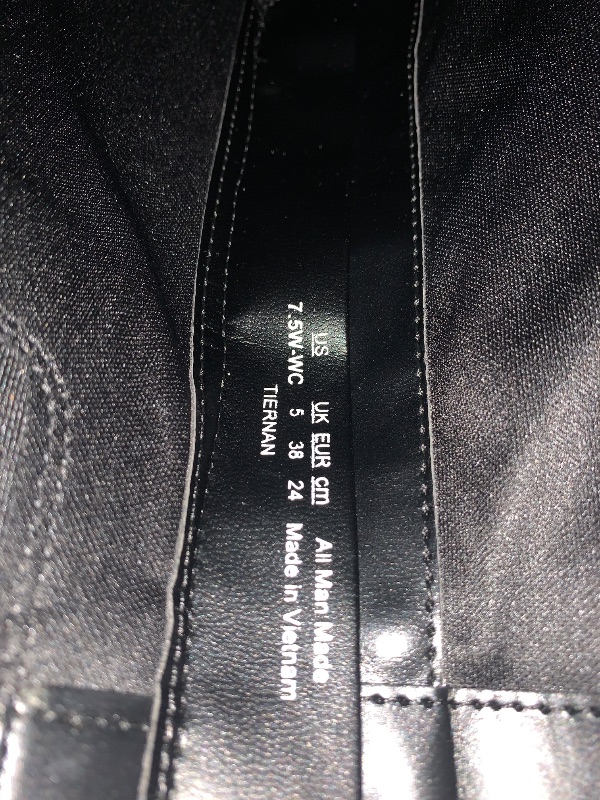 US UK EUR cm All Man Made
7.5W-WC 5 38 24 Made in Vietnam
TIERNAN